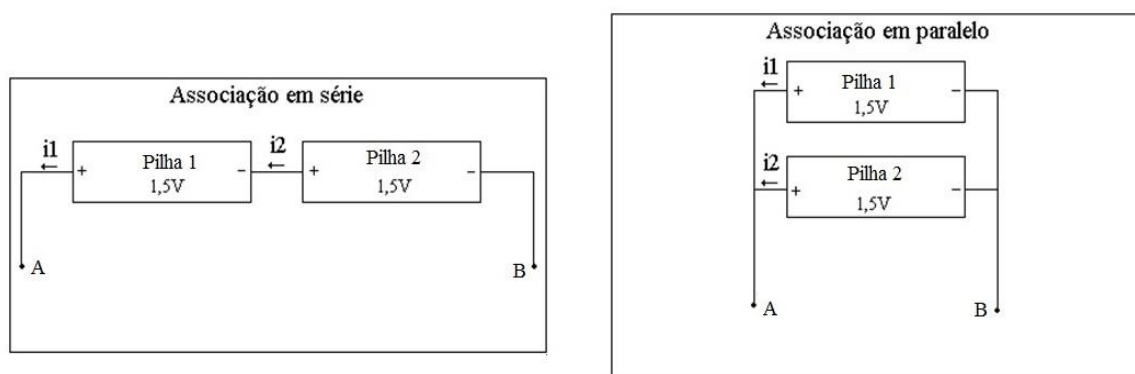 Associação em série
i1
i2
+ Pilha 1 −
1,5V
+ Pilha 2 −
1,5V
A
B
Associação em paralelo
i1
+ Pilha 1 −
1,5V
i2
+ Pilha 2 −
1,5V
A
B